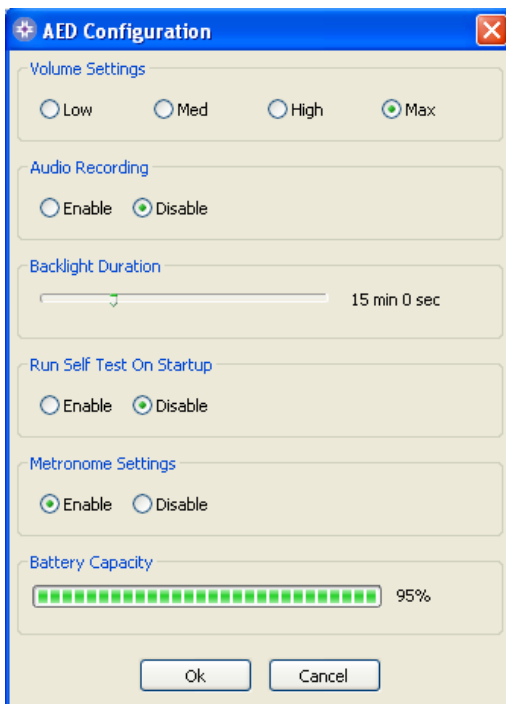 AED Configuration
Volume Settings
Low Med High Max
Audio Recording
Enable Disable
Backlight Duration
15 min 0 sec
Run Self Test On Startup
Enable Disable
Metronome Settings
Enable Disable
Battery Capacity
95%
Ok Cancel